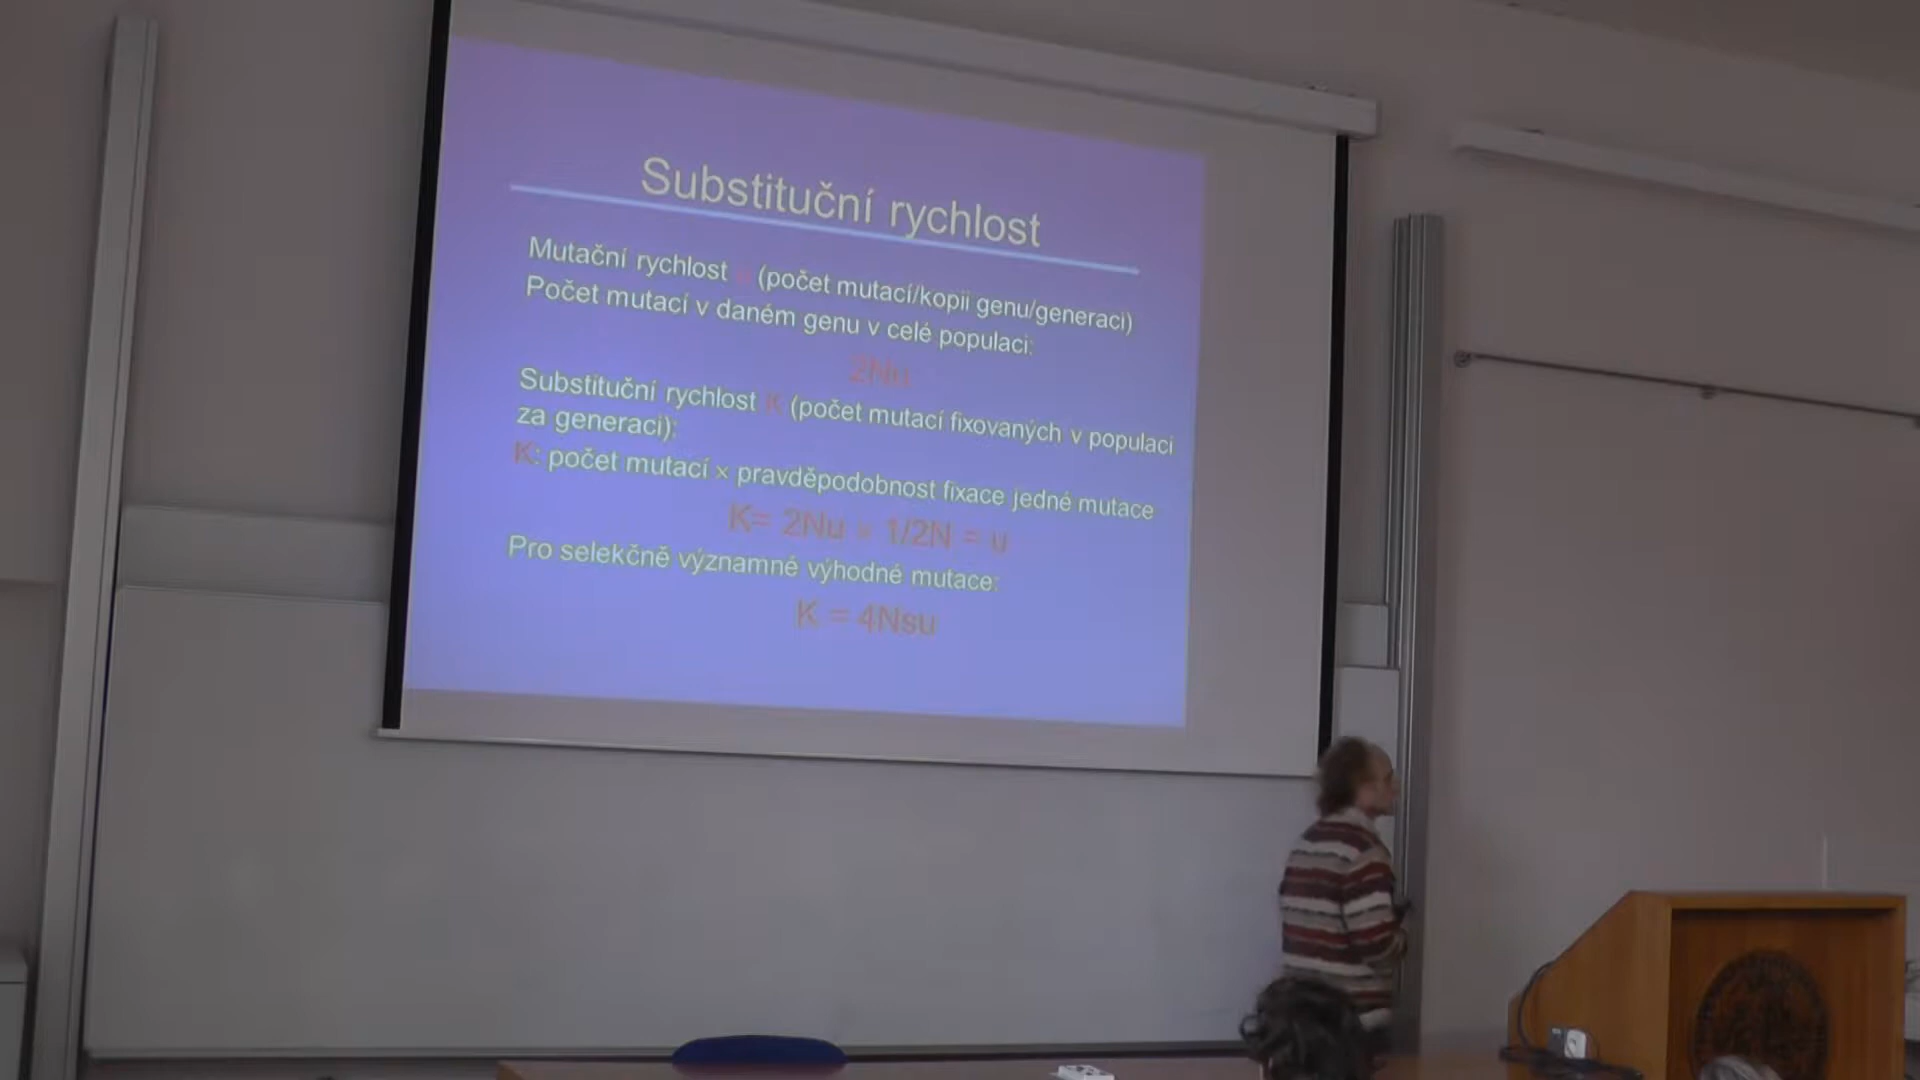 Substituční rychlost
Mutační rychlost (počet mutací/kopii genu/generaci)
Počet mutací v daném genu v celé populaci:
2Nu
Substituční rychlost K (počet mutací fixovaných v populaci
za generaci):
K: počet mutací × pravděpodobnost fixace jedné mutace
K= 2Nu × 1/2N = u
Pro selekčně významné výhodné mutace:
K = 4Nsu